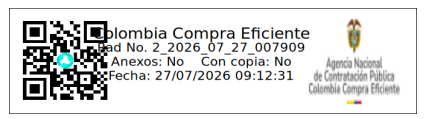 Colombia Compra Eficiente
Rad No. 2_2026_07_27_007909
Anexos: No Con copia: No
Fecha: 27/07/2026 09:12:31
Agencia Nacional
de Contratación Pública
Colombia Compra Eficiente